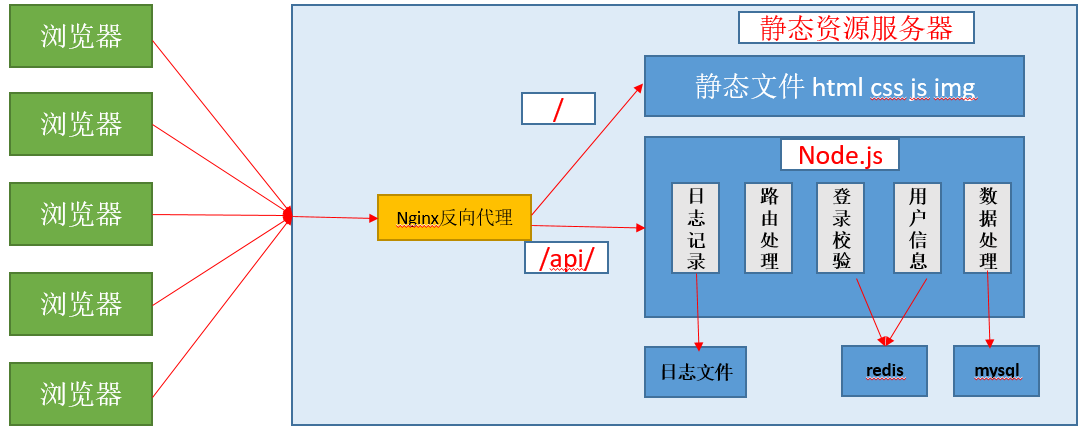 浏览器
浏览器
浏览器
浏览器
浏览器
静态资源服务器
静态文件 html css js img
/
Nginx反向代理
/api/
Node.js
日志记录
路由处理
登录校验
用户信息
数据处理
日志文件
redis
mysql